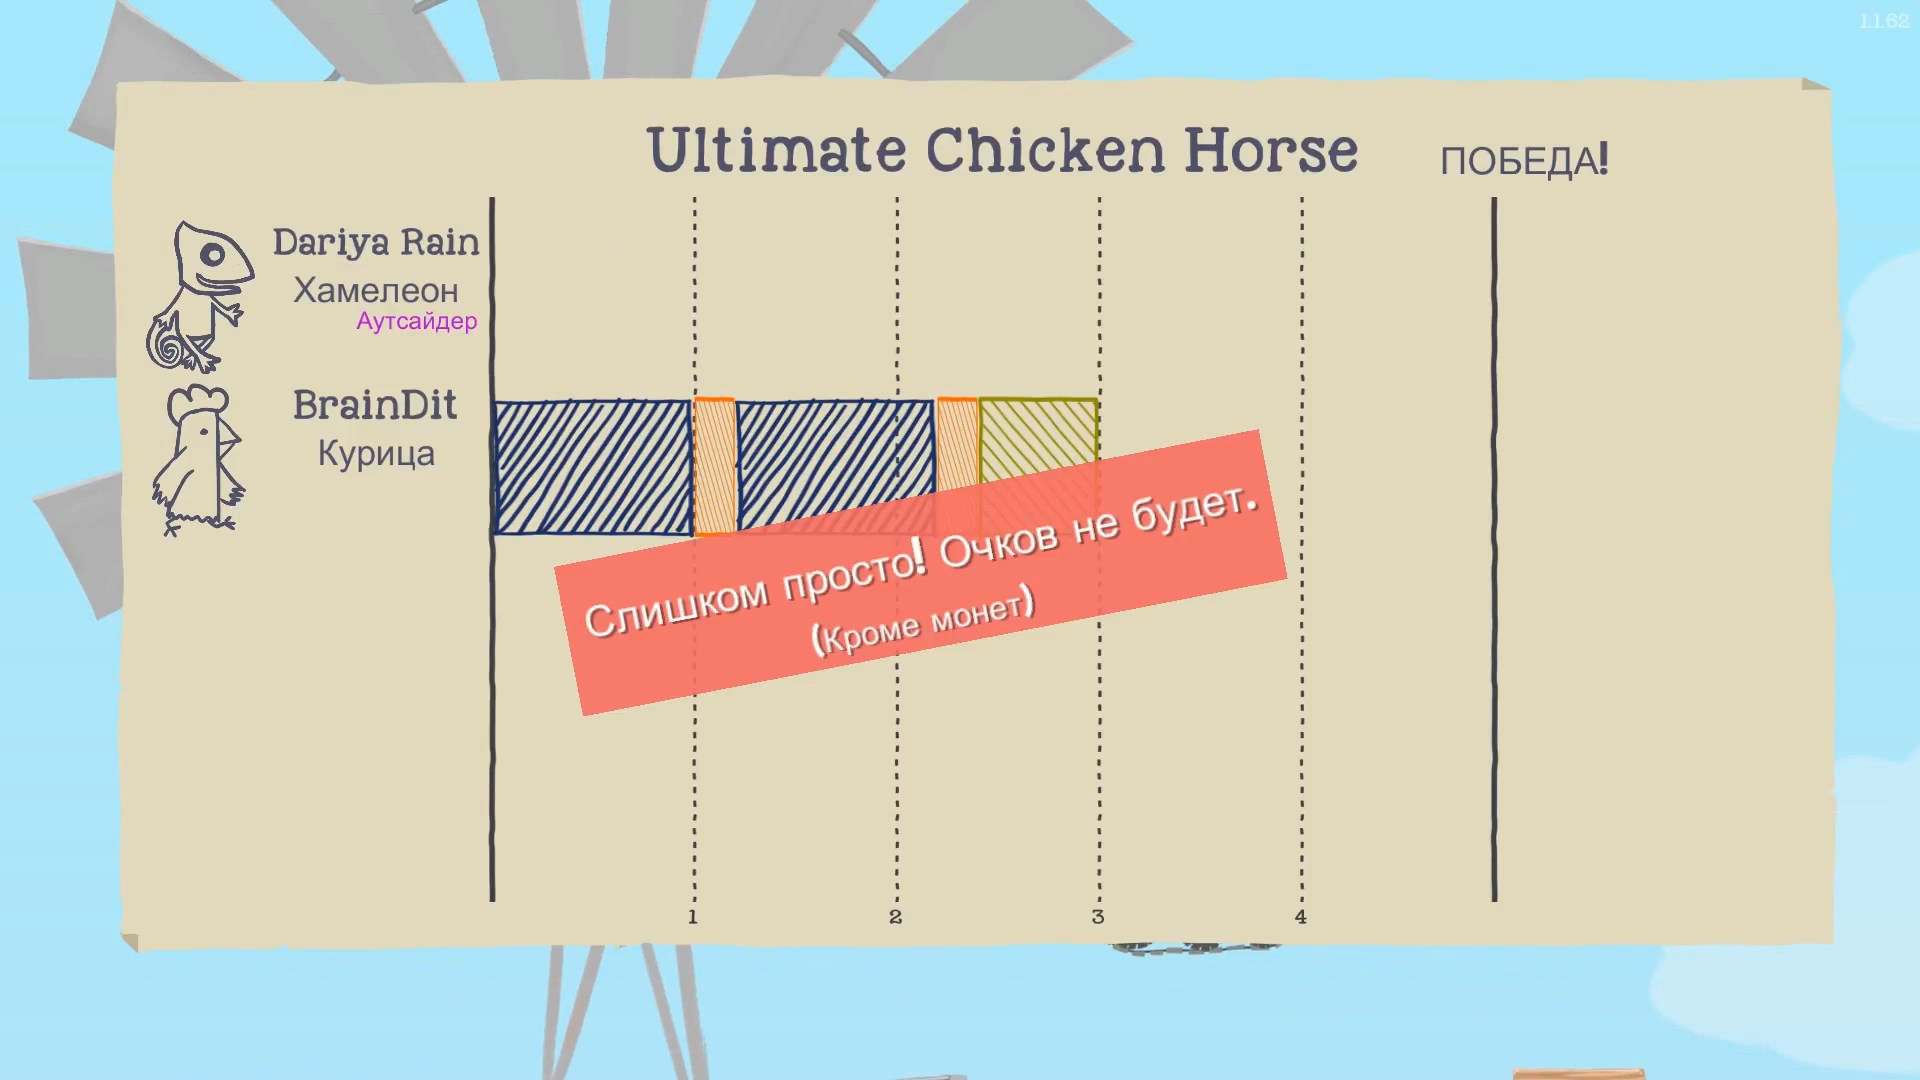 1.1.62
Ultimate Chicken Horse
ПОБЕДА!
Dariya Rain
Хамелеон
Аутсайдер
BrainDit
Курица
Слишком просто! Очков не будет.
(Кроме монет)
1 2 3 4